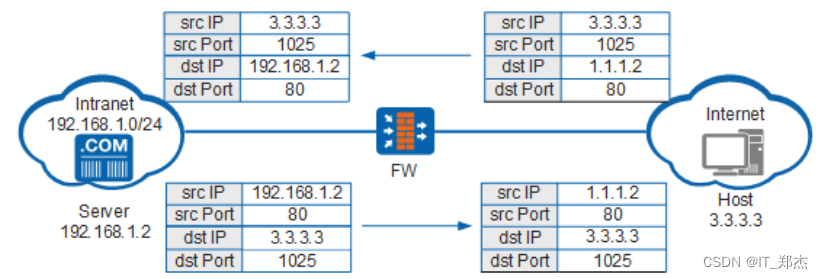 src IP 3.3.3.3
src Port 1025
dst IP 192.168.1.2
dst Port 80
src IP 3.3.3.3
src Port 1025
dst IP 1.1.1.2
dst Port 80
Intranet
192.168.1.0/24
.COM
Server
192.168.1.2
FW
Internet
Host
3.3.3.3
src IP 192.168.1.2
src Port 80
dst IP 3.3.3.3
dst Port 1025
src IP 1.1.1.2
src Port 80
dst IP 3.3.3.3
dst Port 1025
CSDN @IT_郑杰